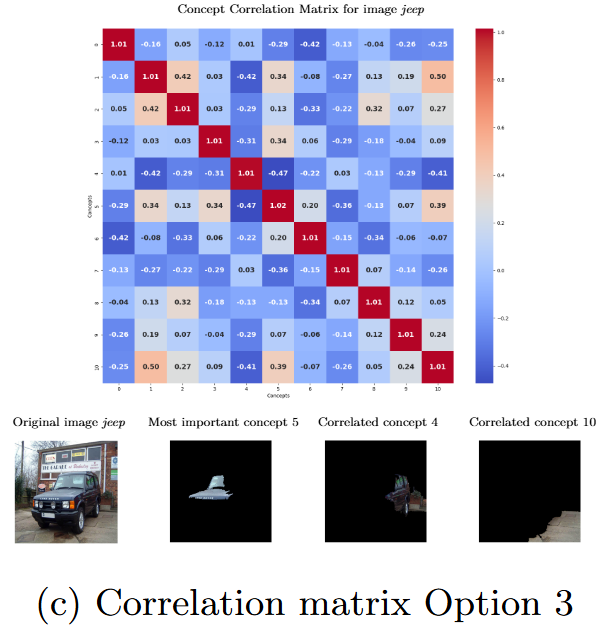 Concept Correlation Matrix for image jeep
0 1.01 -0.16 0.05 -0.12 0.01 -0.29 -0.42 -0.13 -0.04 -0.26 -0.25
1 -0.16 1.01 0.42 0.03 -0.42 0.34 -0.08 -0.27 0.13 0.19 0.50
2 0.05 0.42 1.01 0.03 -0.29 0.13 -0.33 -0.22 0.32 0.07 0.27
3 -0.12 0.03 0.03 1.01 -0.31 0.34 0.06 -0.29 -0.18 -0.04 0.09
4 0.01 -0.42 -0.29 -0.31 1.01 -0.47 -0.22 0.03 -0.13 -0.29 -0.41
5 -0.29 0.34 0.13 0.34 -0.47 1.02 0.20 -0.36 -0.13 0.07 0.39
6 -0.42 -0.08 -0.33 0.06 -0.22 0.20 1.01 -0.15 -0.34 -0.06 -0.07
7 -0.13 -0.27 -0.22 -0.29 0.03 -0.36 -0.15 1.01 0.07 -0.14 -0.26
8 -0.04 0.13 0.32 -0.18 -0.13 -0.13 -0.34 0.07 1.01 0.12 0.05
9 -0.26 0.19 0.07 -0.04 -0.29 0.07 -0.06 -0.14 0.12 1.01 0.24
10 -0.25 0.50 0.27 0.09 -0.41 0.39 -0.07 -0.26 0.05 0.24 1.01
0 1 2 3 4 5 6 7 8 9 10
Concepts
Concepts
1.0
0.8
0.6
0.4
0.2
0.0
-0.2
-0.4
Original image jeep Most important concept 5 Correlated concept 4 Correlated concept 10
(c) Correlation matrix Option 3